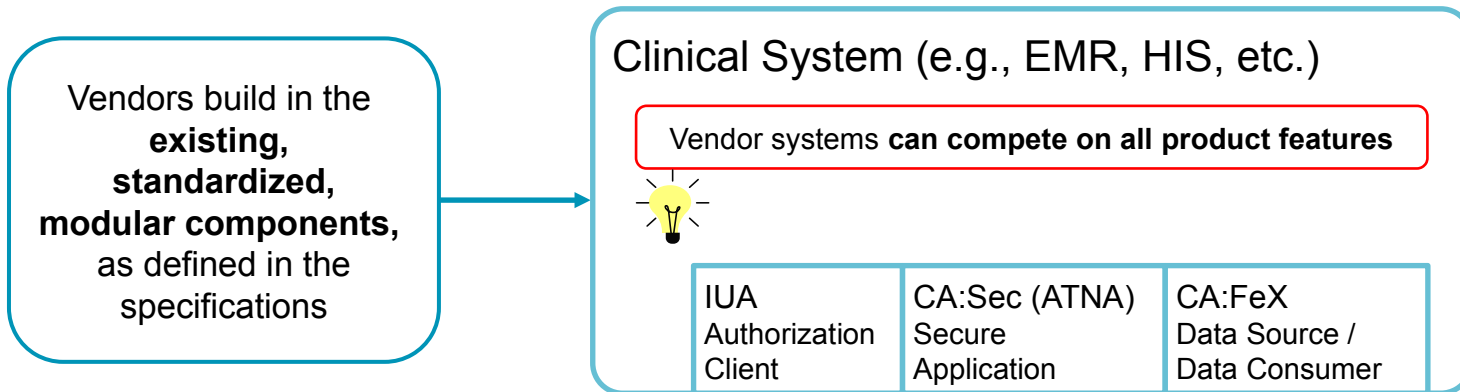 Vendors build in the
existing,
standardized,
modular components,
as defined in the
specifications
Clinical System (e.g., EMR, HIS, etc.)
Vendor systems can compete on all product features
IUA
Authorization
Client
CA:Sec (ATNA)
Secure
Application
CA:FeX
Data Source /
Data Consumer